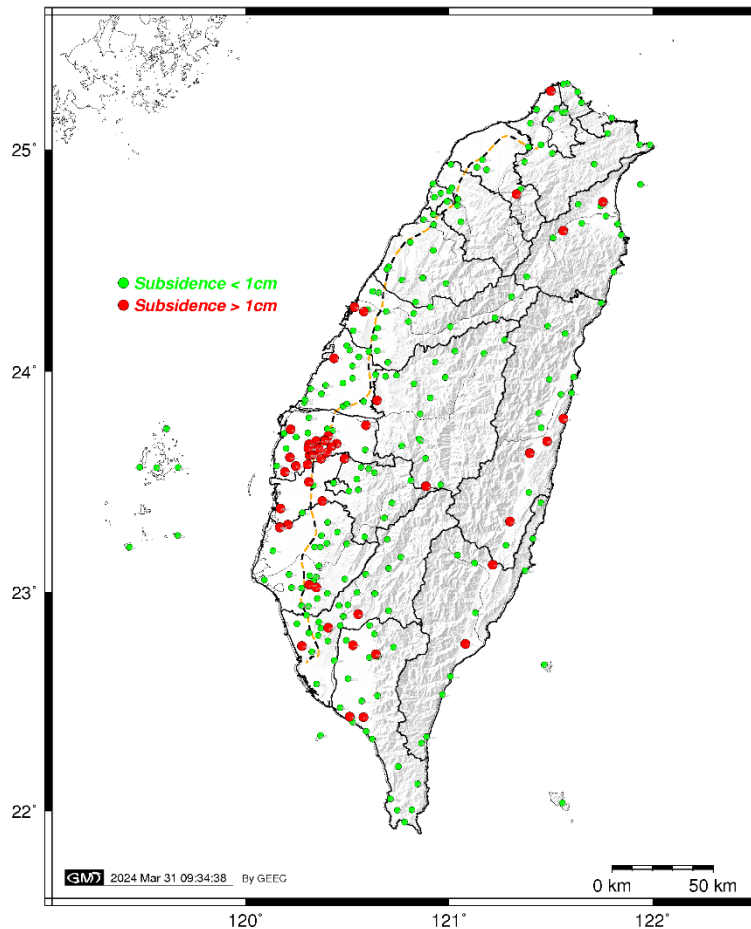 25°
Subsidence < 1cm
Subsidence > 1cm
24°
23°
22°
GMT 2024 Mar 31 09:34:38 By GEEC
0 km 50 km
120° 121° 122°